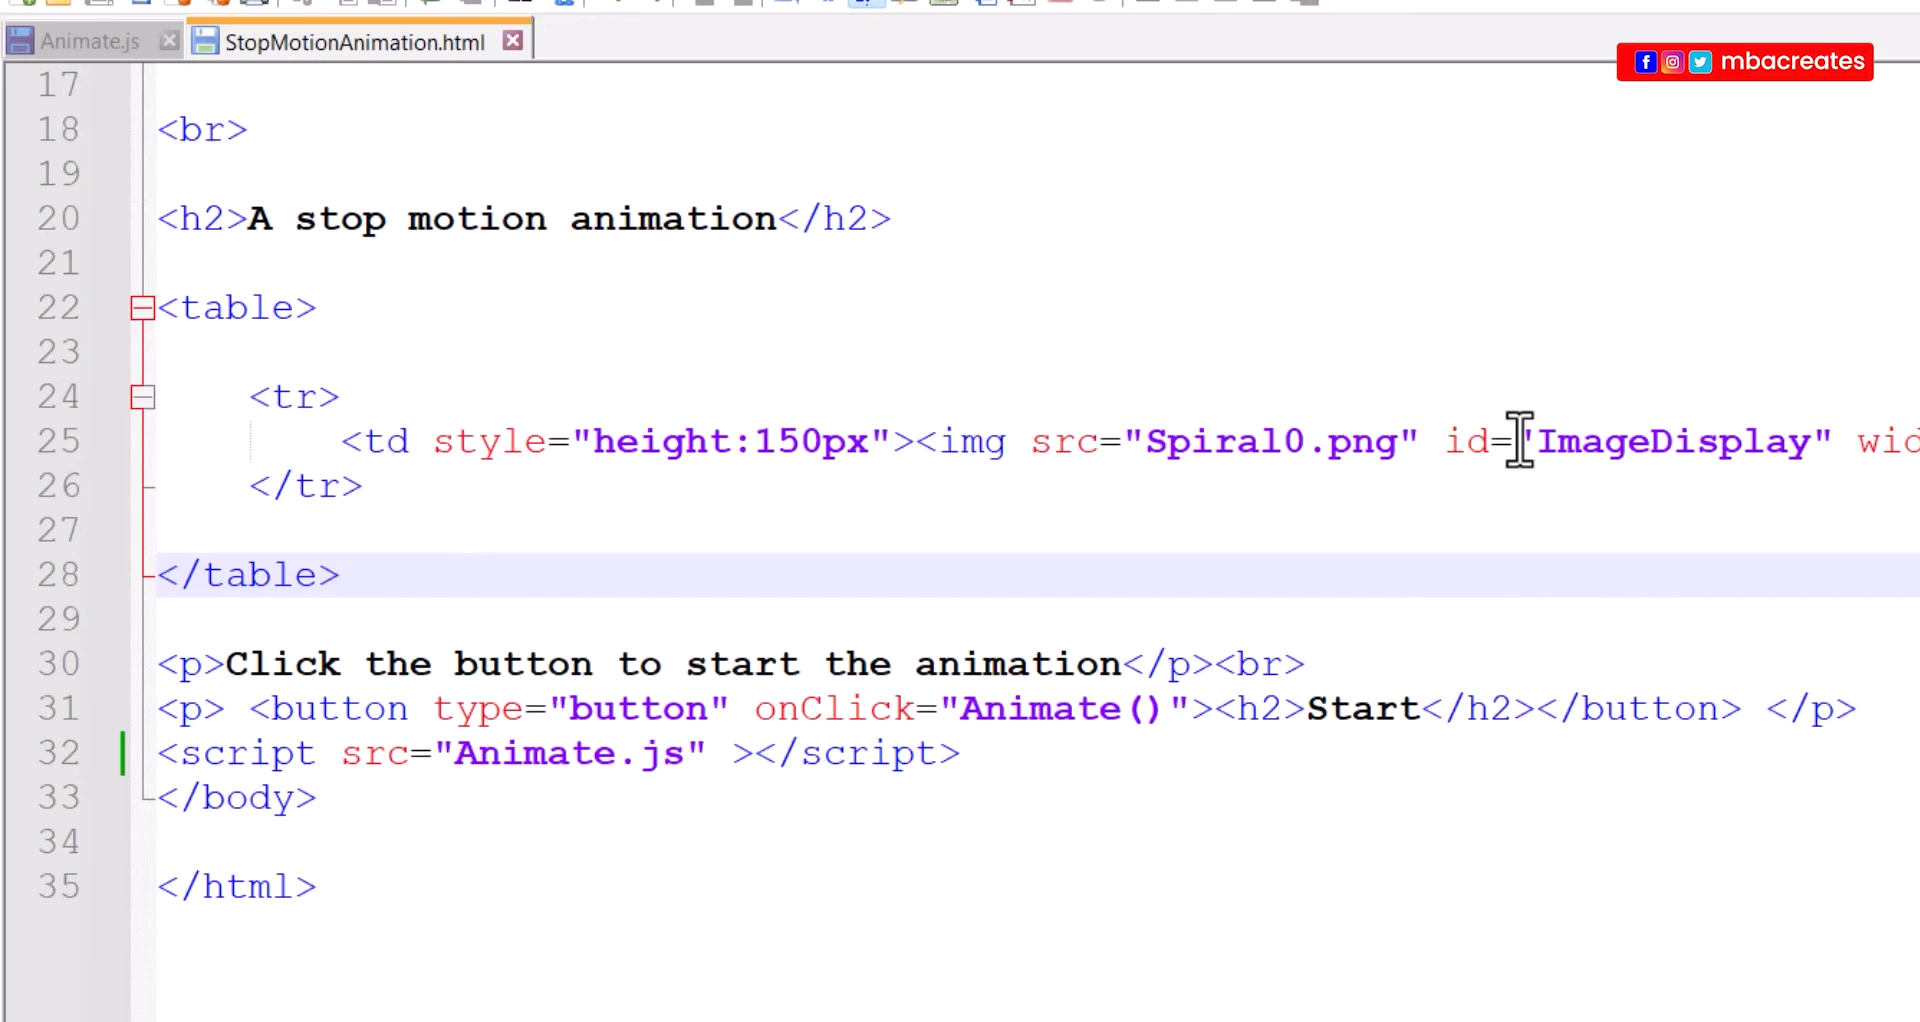 Animate.js
StopMotionAnimation.html
mbacreates
17
18 <br>
19
20 <h2>A stop motion animation</h2>
21
22 <table>
23
24 <tr>
25 <td style="height:150px"><img src="Spiral0.png" id="ImageDisplay" wid
26 </tr>
27
28 </table>
29
30 <p>Click the button to start the animation</p><br>
31 <p> <button type="button" onClick="Animate()"><h2>Start</h2></button> </p>
32 <script src="Animate.js" ></script>
33 </body>
34
35 </html>